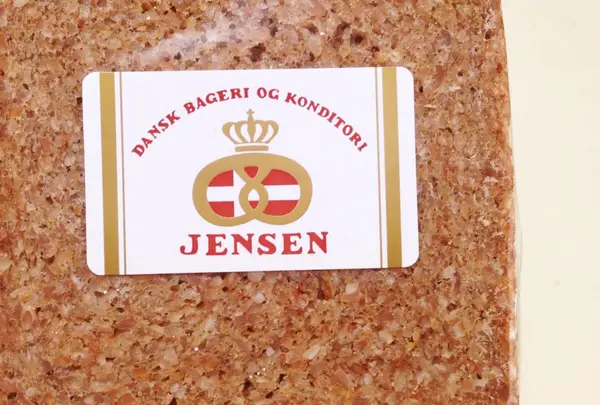 DANSK BAGERI OG KONDITORI
JENSEN